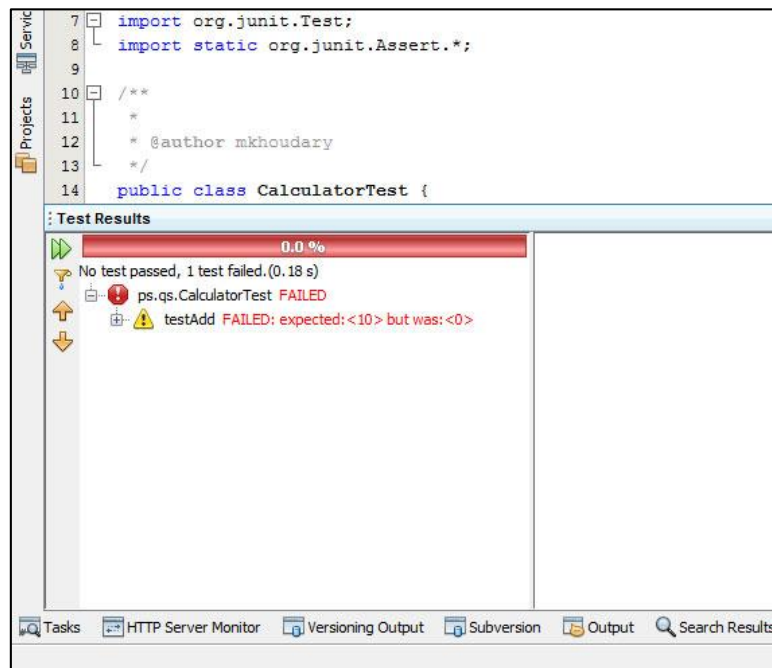 Servic
Projects
7 import org.junit.Test;
8 import static org.junit.Assert.*;
9
10 /**
11 *
12 * @author mkhoudary
13 */
14 public class CalculatorTest {
Test Results
0.0 %
No test passed, 1 test failed.(0.18 s)
ps.qs.CalculatorTest FAILED
testAdd FAILED: expected:<10> but was:<0>
Tasks HTTP Server Monitor Versioning Output Subversion Output Search Results